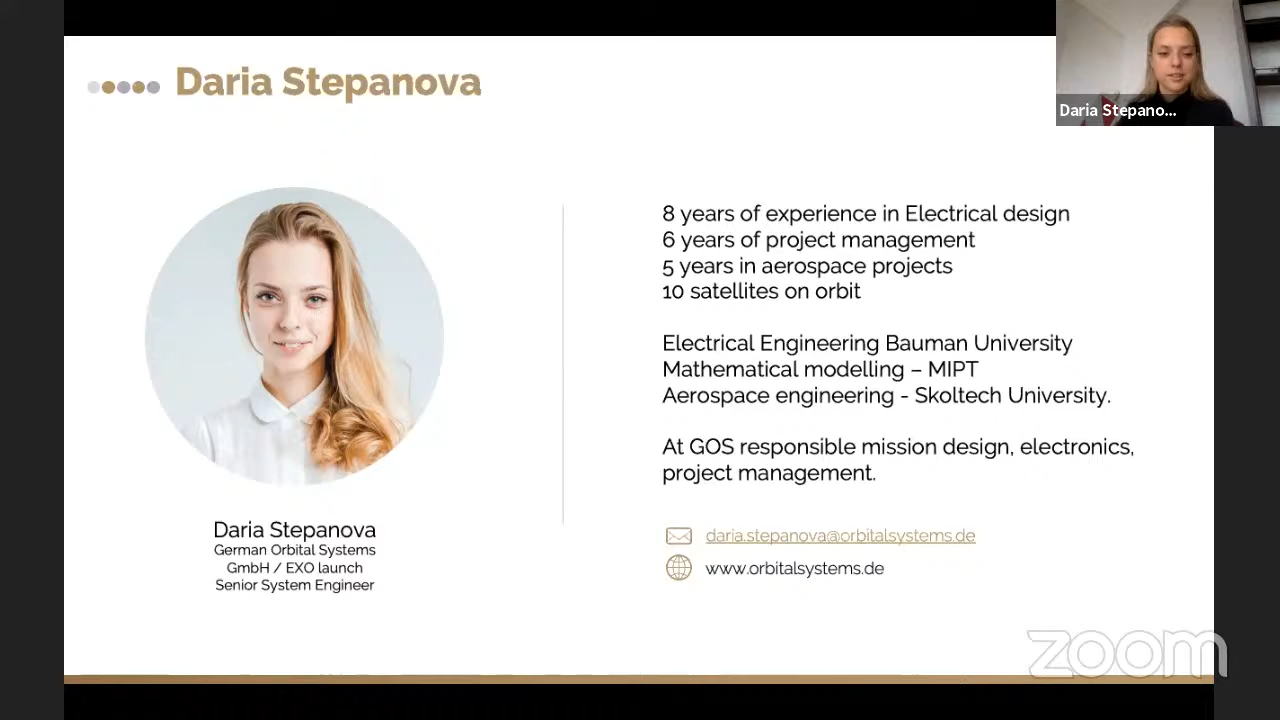 Daria Stepanova
Daria Stepano...
8 years of experience in Electrical design
6 years of project management
5 years in aerospace projects
10 satellites on orbit
Electrical Engineering Bauman University
Mathematical modelling – MIPT
Aerospace engineering - Skoltech University.
At GOS responsible mission design, electronics,
project management.
Daria Stepanova
German Orbital Systems
GmbH / EXO launch
Senior System Engineer
daria.stepanova@orbitalsystems.de
www.orbitalsystems.de
zoom